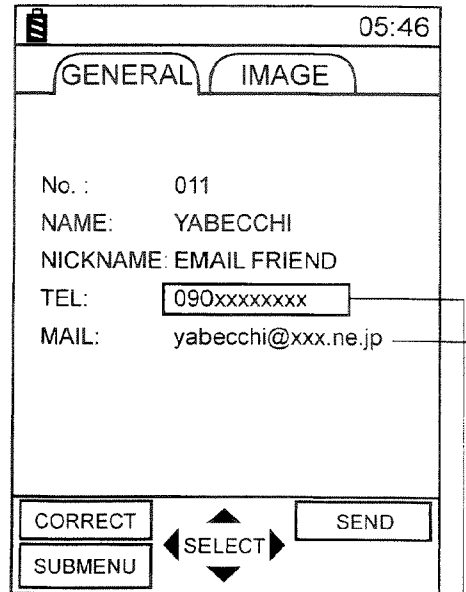 05:46
GENERAL IMAGE
No. : 011
NAME: YABECCHI
NICKNAME: EMAIL FRIEND
TEL: 090xxxxxxxx
MAIL: yabecchi@xxx.ne.jp
CORRECT SEND
SELECT
SUBMENU